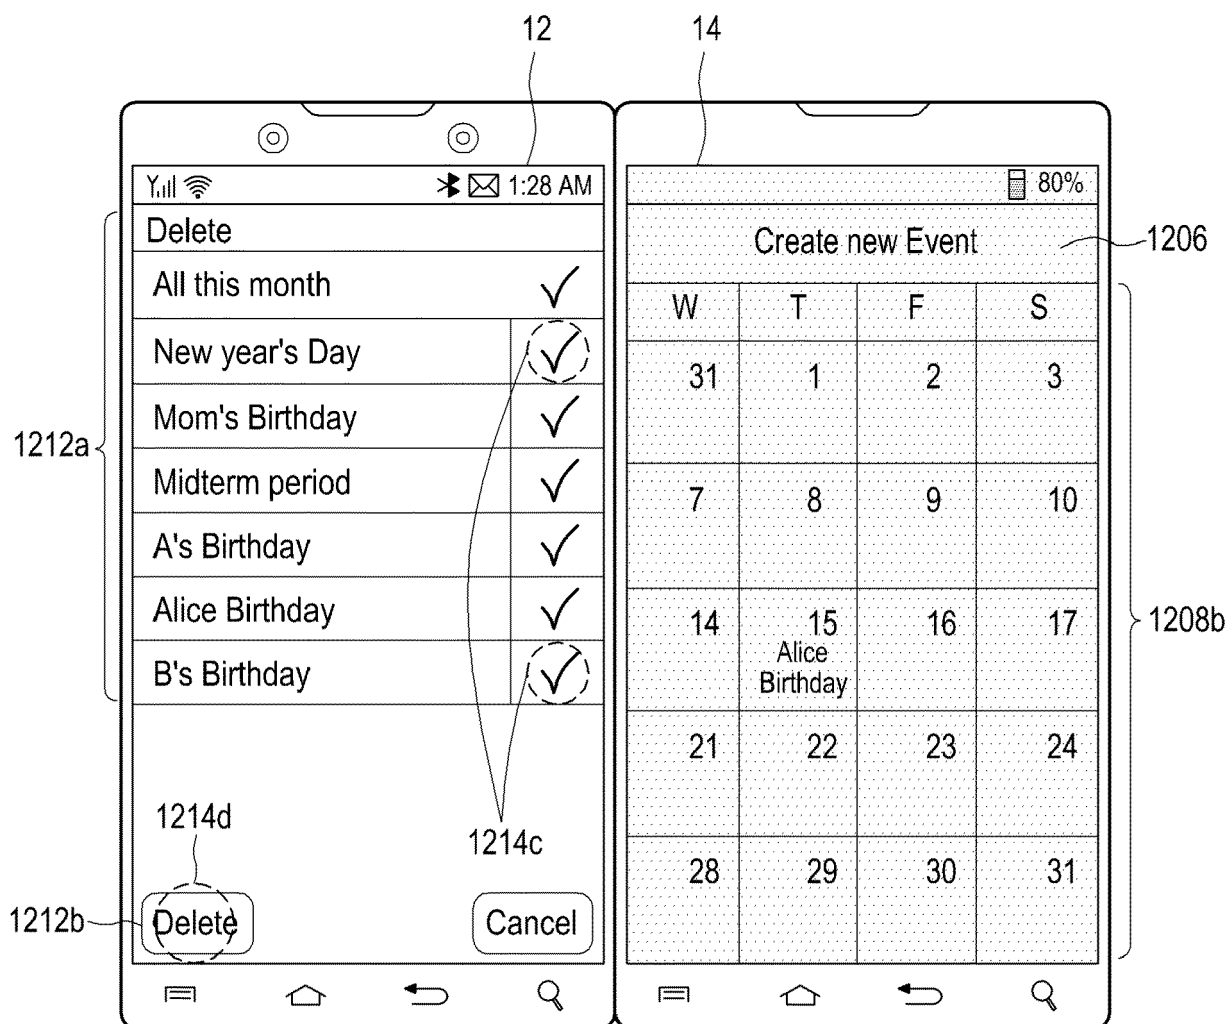 12
14
1:28 AM
80%
Delete
Create new Event
1206
All this month
W T F S
New year's Day
31 1 2 3
Mom's Birthday
1212a
Midterm period
7 8 9 10
A's Birthday
Alice Birthday
14 15 16 17
1208b
Alice
Birthday
B's Birthday
21 22 23 24
1214d
1214c
28 29 30 31
1212b
Delete
Cancel